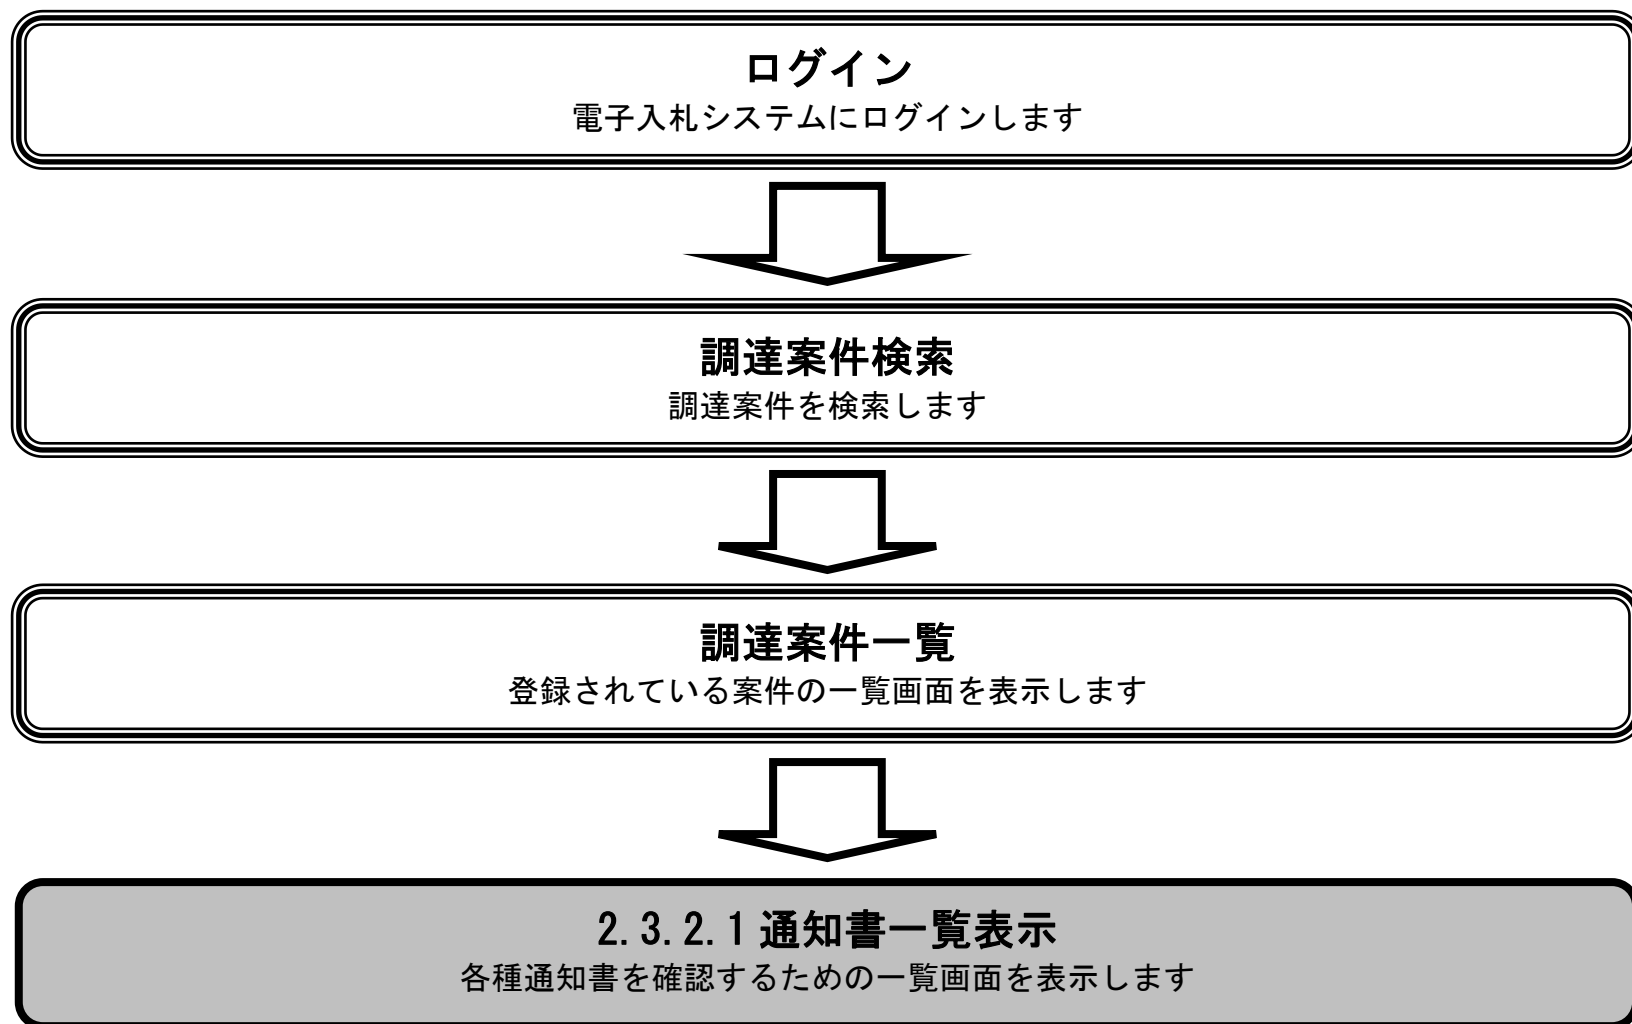 ログイン
電子入札システムにログインします
調達案件検索
調達案件を検索します
調達案件一覧
登録されている案件の一覧画面を表示します
2.3.2.1通知書一覧表示
各種通知書を確認するための一覧画面を表示します